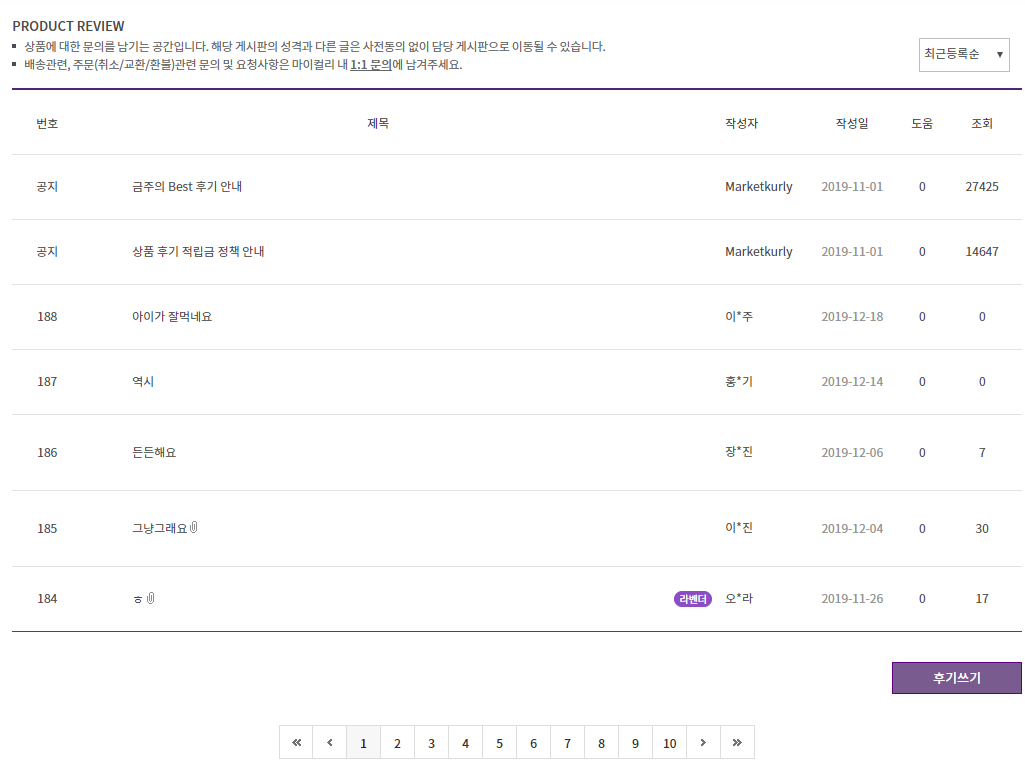 PRODUCT REVIEW
상품에 대한 문의를 남기는 공간입니다. 해당 게시판의 성격과 다른 글은 사전동의 없이 담당 게시판으로 이동될 수 있습니다.
배송관련, 주문(취소/교환/환불)관련 문의 및 요청사항은 마이컬리 내 1:1 문의에 남겨주세요.
최근등록순
번호 제목 작성자 작성일 도움 조회
공지 금주의 Best 후기 안내 Marketkurly 2019-11-01 0 27425
공지 상품 후기 적립금 정책 안내 Marketkurly 2019-11-01 0 14647
188 아이가 잘먹네요 이*주 2019-12-18 0 0
187 역시 홍*기 2019-12-14 0 0
186 든든해요 장*진 2019-12-06 0 7
185 그냥그래요 이*진 2019-12-04 0 30
184 ㅎ 라벤더 오*라 2019-11-26 0 17
후기쓰기
1 2 3 4 5 6 7 8 9 10